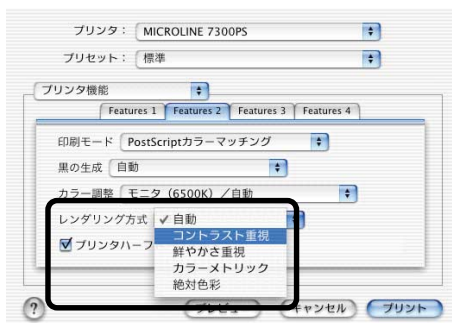 プリンタ： MICROLINE 7300PS
プリセット： 標準
プリンタ機能
Features 1 Features 2 Features 3 Features 4
印刷モード PostScriptカラーマッチング
黒の生成 自動
カラー調整 モニタ（6500K）／自動
レンダリング方式 ✓ 自動
コントラスト重視
プリンタハーフ 鮮やかさ重視
カラーメトリック
絶対色彩
? プレビュー キャンセル プリント